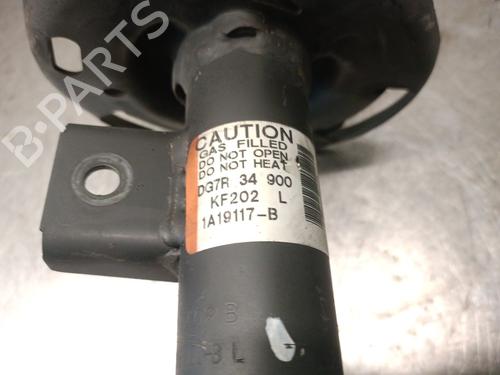 B-PARTS
CAUTION
GAS FILLED
DO NOT OPEN
DO NOT HEAT
DG7R 34 900
KF202 L
1A19117-B
B